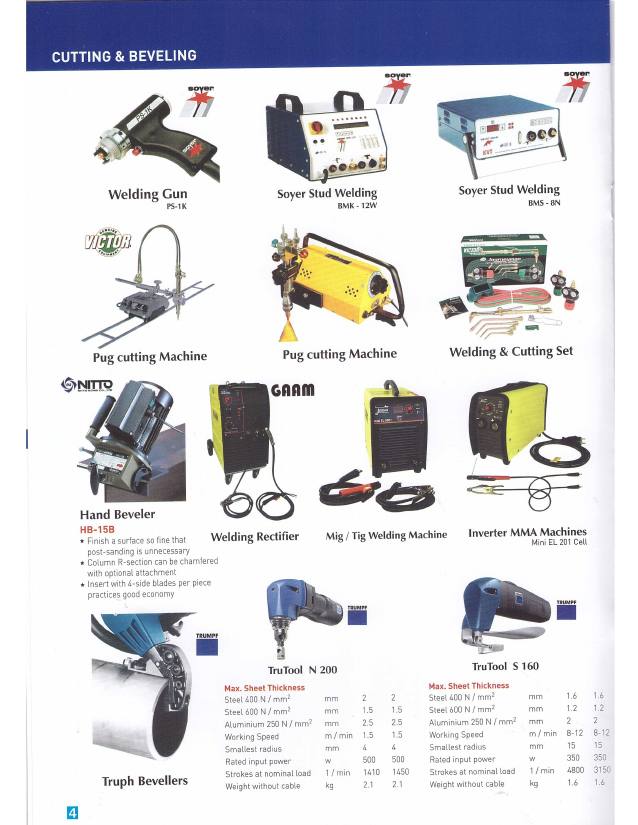 CUTTING & BEVELING
soyer
soyer
soyer
PS-1K
soyer
Welding Gun
PS-1K
Soyer Stud Welding
BMK - 12W
Soyer Stud Welding
BMS - 8N
VICTOR
Pug cutting Machine
Pug cutting Machine
Welding & Cutting Set
NITTO
GAAM
Hand Beveler
HB-15B
★ Finish a surface so fine that
post-sanding is unnecessary
★ Column R-section can be chamfered
with optional attachment
★ Insert with 4-side blades per piece
practices good economy
Welding Rectifier
Mig / Tig Welding Machine
Inverter MMA Machines
Mini EL 201 Cell
TRUMPF
TRUMPF
TRUMPF
Truph Bevellers
TruTool N 200
Max. Sheet Thickness
Steel 400 N / mm² mm 2 2
Steel 600 N / mm² mm 1.5 1.5
Aluminium 250 N / mm² mm 2.5 2.5
Working Speed m / min 1.5 1.5
Smallest radius mm 4 4
Rated input power w 500 500
Strokes at nominal load 1 / min 1410 1450
Weight without cable kg 2.1 2.1
TruTool S 160
Max. Sheet Thickness
Steel 400 N / mm² mm 1.6 1.6
Steel 600 N / mm² mm 1.2 1.2
Aluminium 250 N / mm² mm 2 2
Working Speed m / min 8-12 8-12
Smallest radius mm 15 15
Rated input power w 350 350
Strokes at nominal load 1 / min 4800 3150
Weight without cable kg 1.6 1.6
4